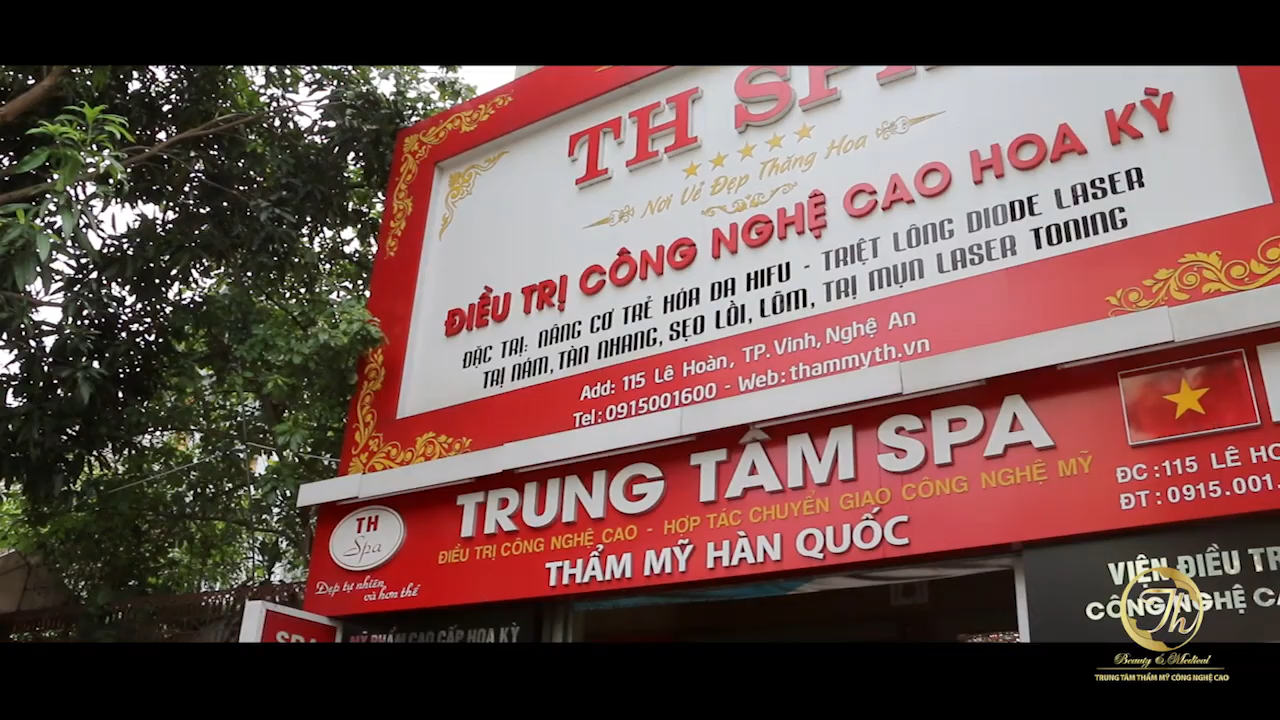 TH SPA
Nơi Vẻ Đẹp Thăng Hoa
ĐIỀU TRỊ CÔNG NGHỆ CAO HOA KỲ
ĐẶC TRỊ: NÂNG CƠ TRẺ HÓA DA HIFU - TRIỆT LÔNG DIODE LASER
TRỊ NÁM, TÀN NHANG, SẸO LỒI, LÕM, TRỊ MỤN LASER TONING
Add: 115 Lê Hoàn, TP.Vinh, Nghệ An
Tel: 0915001600 - Web: thammyth.vn
TRUNG TÂM SPA
ĐIỀU TRỊ CÔNG NGHỆ CAO - HỢP TÁC CHUYỂN GIAO CÔNG NGHỆ MỸ
THẨM MỸ HÀN QUỐC
TH
Spa
Đẹp tự nhiên
và hơn thế
ĐC : 115 LÊ HO
ĐT : 0915.001.
SPA
MỸ PHẨM CAO CẤP HOA KỲ
VIỆN ĐIỀU TR
CÔNG NGHỆ CA
Th
Beauty & Medical
TRUNG TÂM THẨM MỸ CÔNG NGHỆ CAO